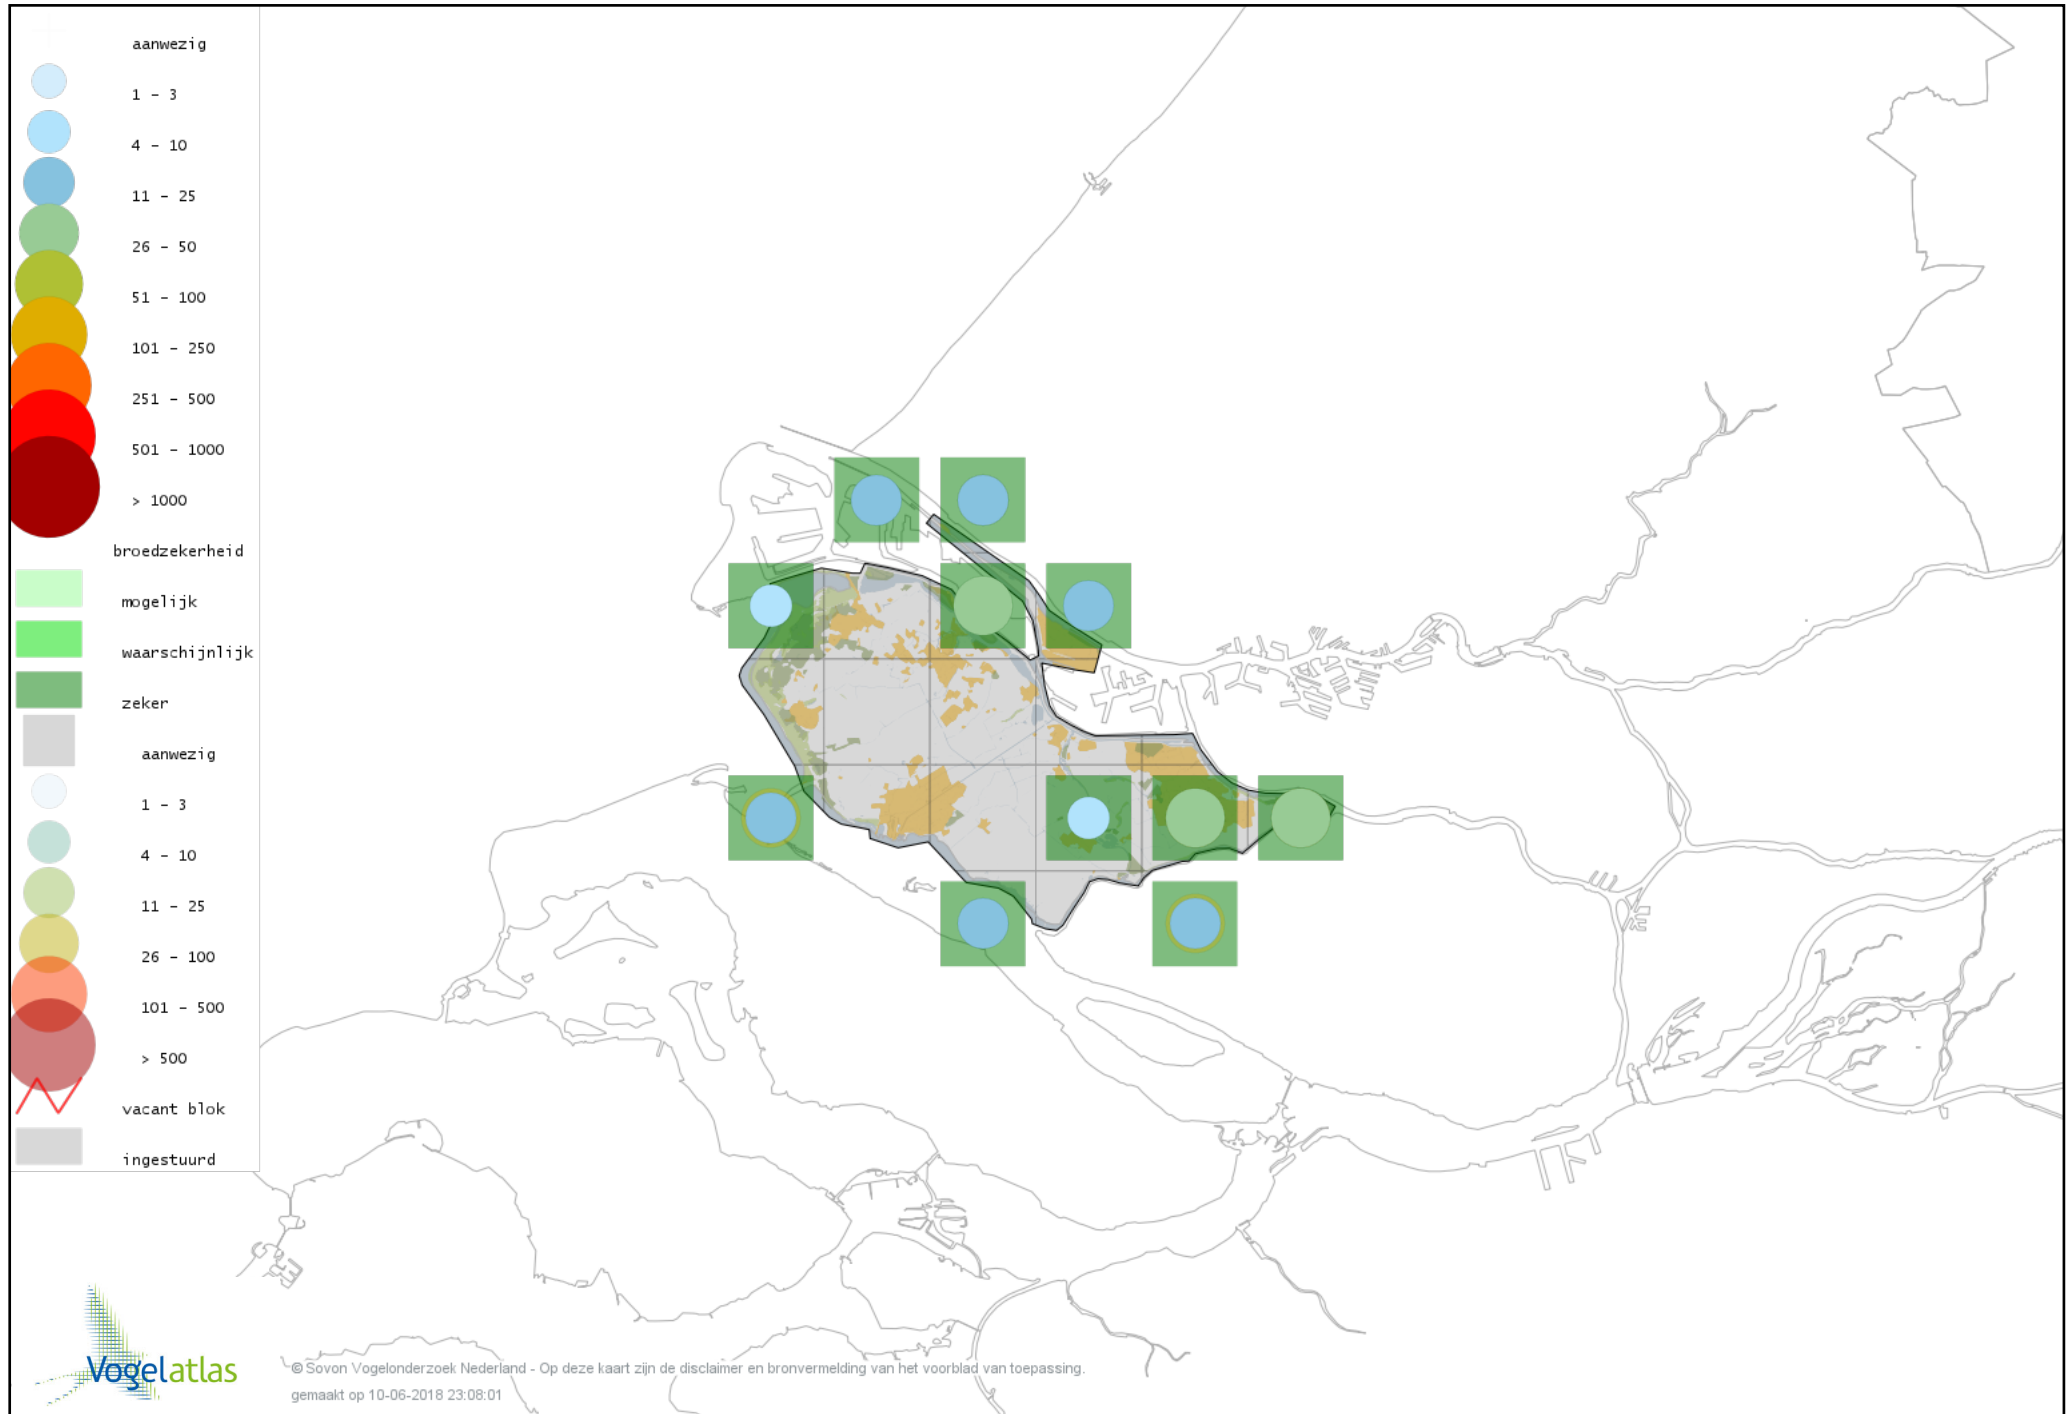 aanwezig
1 - 3
4 - 10
11 - 25
26 - 50
51 - 100
101 - 250
251 - 500
501 - 1000
> 1000
broedzekerheid
mogelijk
waarschijnlijk
zeker
aanwezig
1 - 3
4 - 10
11 - 25
26 - 100
101 - 500
> 500
vacant blok
ingestuurd
Vogelatlas
© Sovon Vogelonderzoek Nederland - Op deze kaart zijn de disclaimer en bronvermelding van het voorblad van toepassing.
gemaakt op 10-06-2018 23:08:01